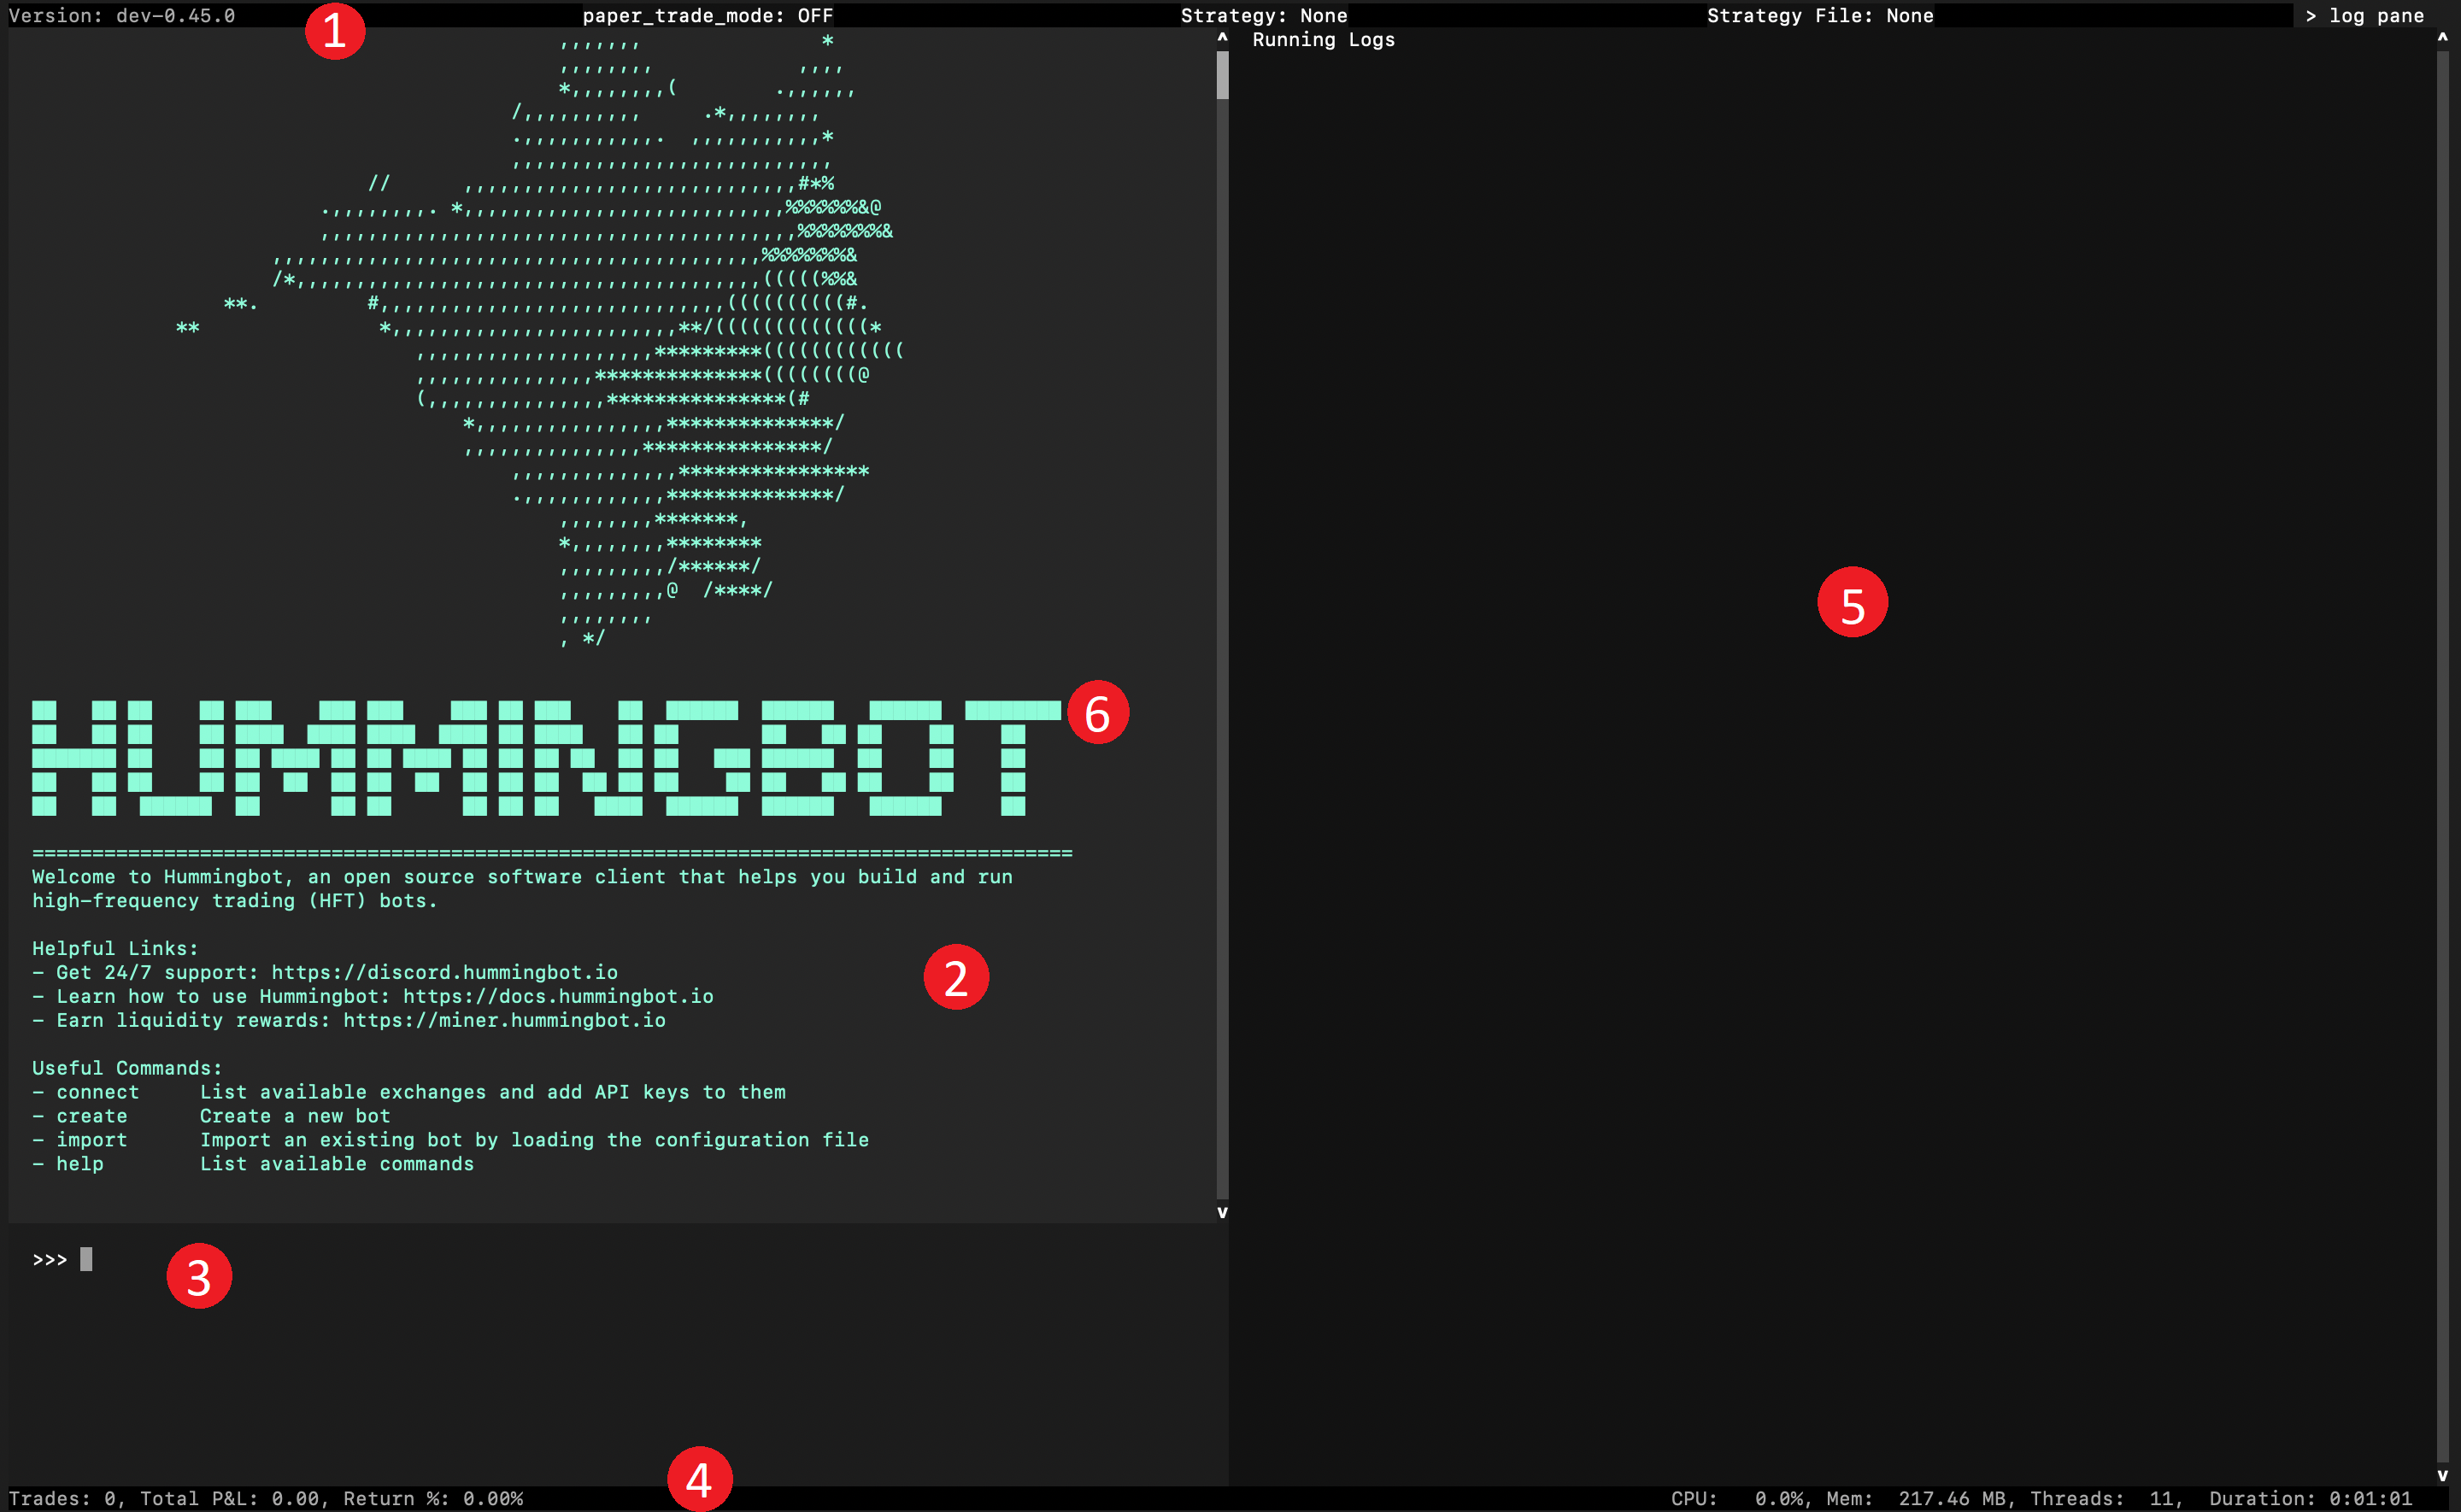 Version: dev-0.45.0 paper_trade_mode: OFF Strategy: None Strategy File: None > log pane
1
Running Logs
5
HUMMINGBOT
6
Welcome to Hummingbot, an open source software client that helps you build and run
high-frequency trading (HFT) bots.
Helpful Links:
- Get 24/7 support: https://discord.hummingbot.io
2
- Learn how to use Hummingbot: https://docs.hummingbot.io
- Earn liquidity rewards: https://miner.hummingbot.io
Useful Commands:
- connect List available exchanges and add API keys to them
- create Create a new bot
- import Import an existing bot by loading the configuration file
- help List available commands
>>>
3
4
Trades: 0, Total P&L: 0.00, Return %: 0.00% CPU: 0.0%, Mem: 217.46 MB, Threads: 11, Duration: 0:01:01